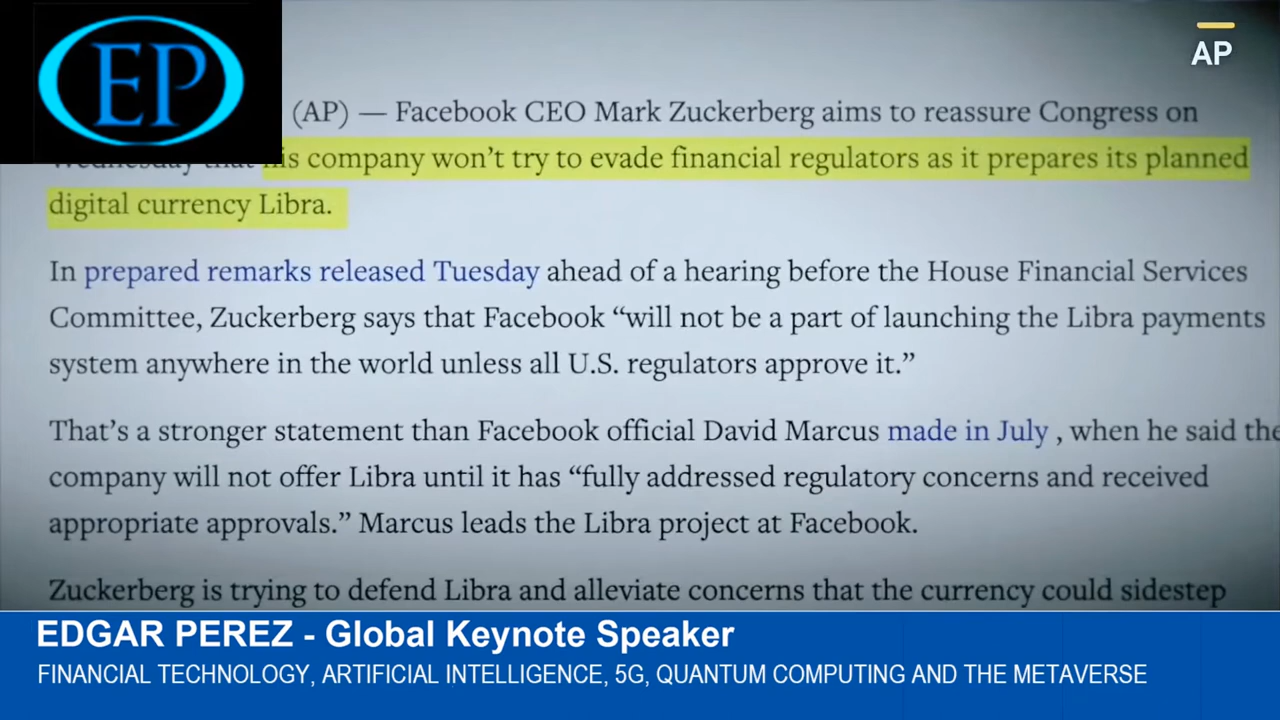 EP
AP
(AP) — Facebook CEO Mark Zuckerberg aims to reassure Congress on
Wednesday that his company won’t try to evade financial regulators as it prepares its planned
digital currency Libra.
In prepared remarks released Tuesday ahead of a hearing before the House Financial Services
Committee, Zuckerberg says that Facebook “will not be a part of launching the Libra payments
system anywhere in the world unless all U.S. regulators approve it.”
That’s a stronger statement than Facebook official David Marcus made in July , when he said the
company will not offer Libra until it has “fully addressed regulatory concerns and received
appropriate approvals.” Marcus leads the Libra project at Facebook.
Zuckerberg is trying to defend Libra and alleviate concerns that the currency could sidestep
EDGAR PEREZ - Global Keynote Speaker
FINANCIAL TECHNOLOGY, ARTIFICIAL INTELLIGENCE, 5G, QUANTUM COMPUTING AND THE METAVERSE